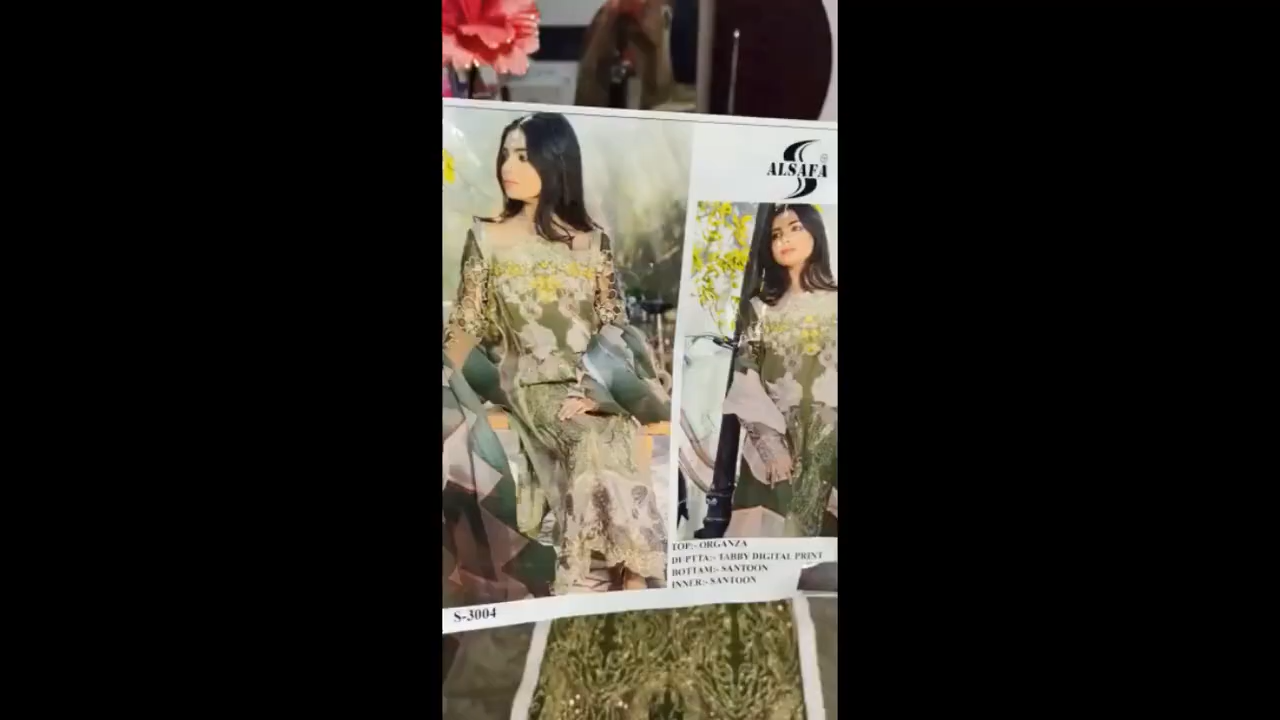 ALSAFA
TOP:- ORGANZA
DUPTTA:- TABBY DIGITAL PRINT
BOTTAM:- SANTOON
INNER:- SANTOON
S-3004